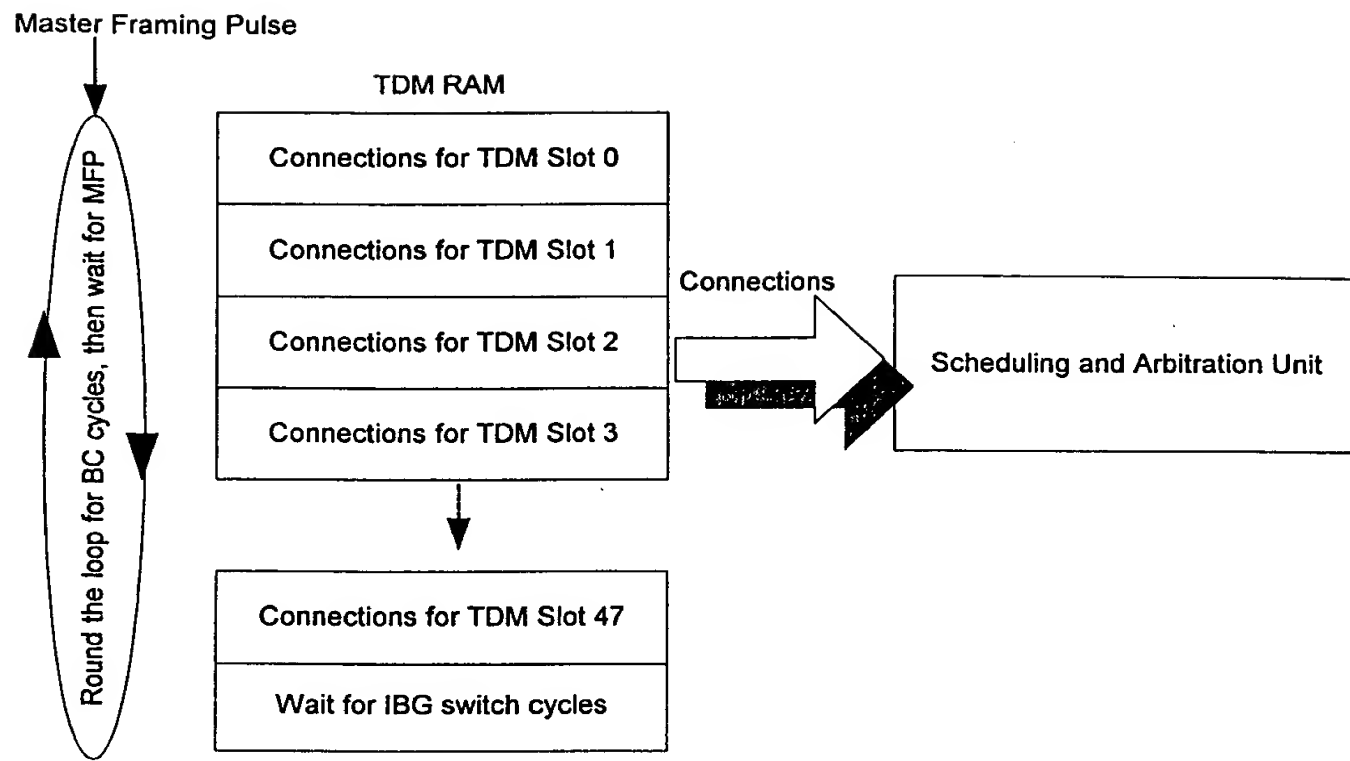 Master Framing Pulse
TDM RAM
Round the loop for BC cycles, then wait for MFP
Connections for TDM Slot 0
Connections for TDM Slot 1
Connections for TDM Slot 2
Connections for TDM Slot 3
Connections for TDM Slot 47
Wait for IBG switch cycles
Connections
Scheduling and Arbitration Unit